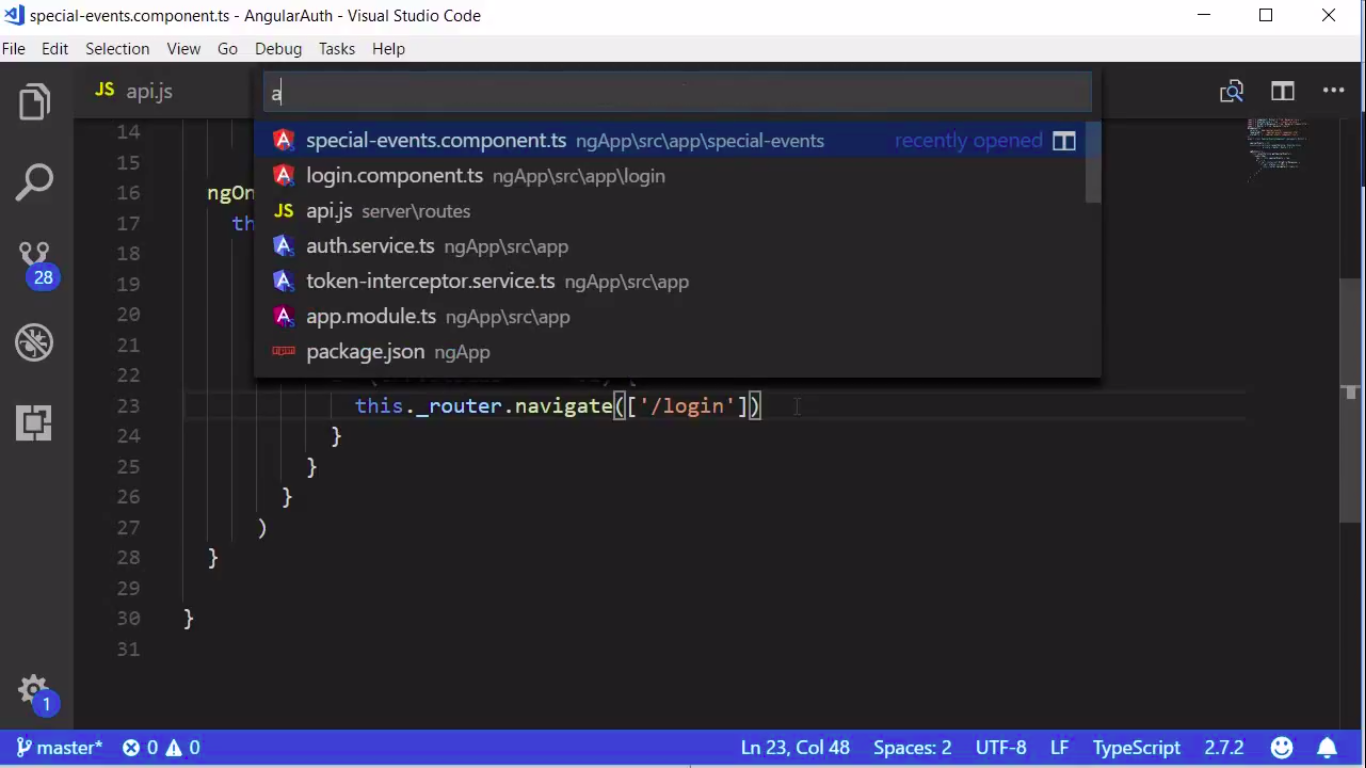 special-events.component.ts - AngularAuth - Visual Studio Code
File Edit Selection View Go Debug Tasks Help
JS api.js
a
special-events.component.ts ngApp\src\app\special-events recently opened
login.component.ts ngApp\src\app\login
JS api.js server\routes
auth.service.ts ngApp\src\app
token-interceptor.service.ts ngApp\src\app
app.module.ts ngApp\src\app
package.json ngApp
14
15
16 ngOn
17 th
18
19
20
21
22
23 this._router.navigate(['/login'])
24 }
25 }
26 }
27 )
28 }
29
30 }
31
28
1
master* 0 0 Ln 23, Col 48 Spaces: 2 UTF-8 LF TypeScript 2.7.2